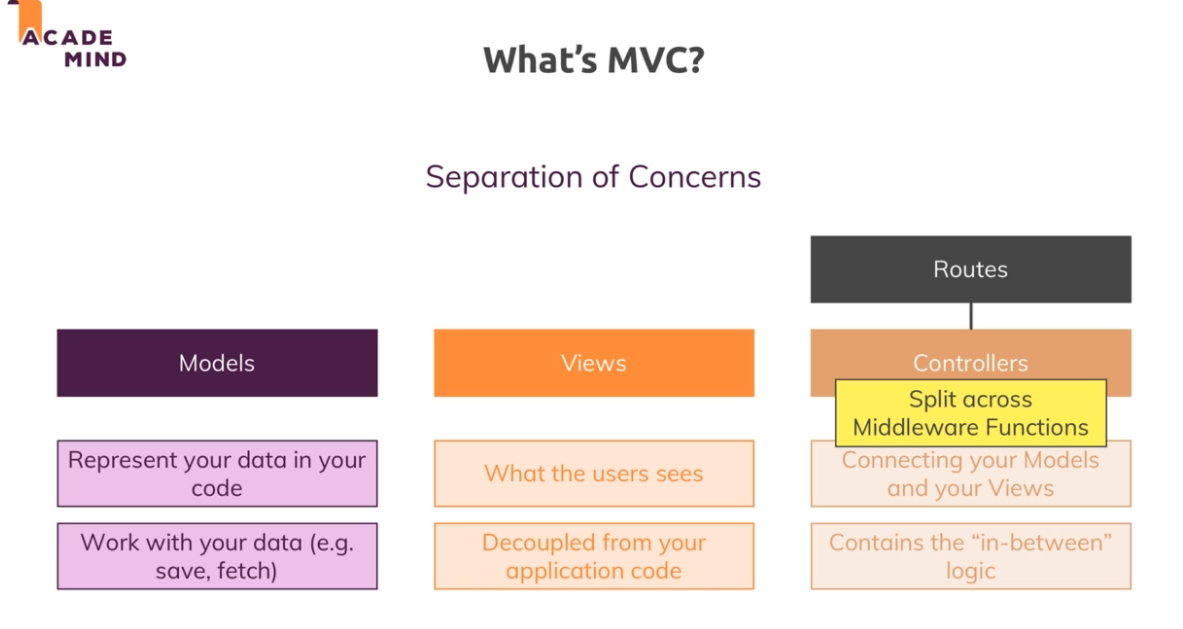 ACADE
MIND
What's MVC?
Separation of Concerns
Routes
Models
Views
Controllers
Split across
Middleware Functions
Represent your data in your
code
What the users sees
Connecting your Models
and your Views
Work with your data (e.g.
save, fetch)
Decoupled from your
application code
Contains the “in-between”
logic